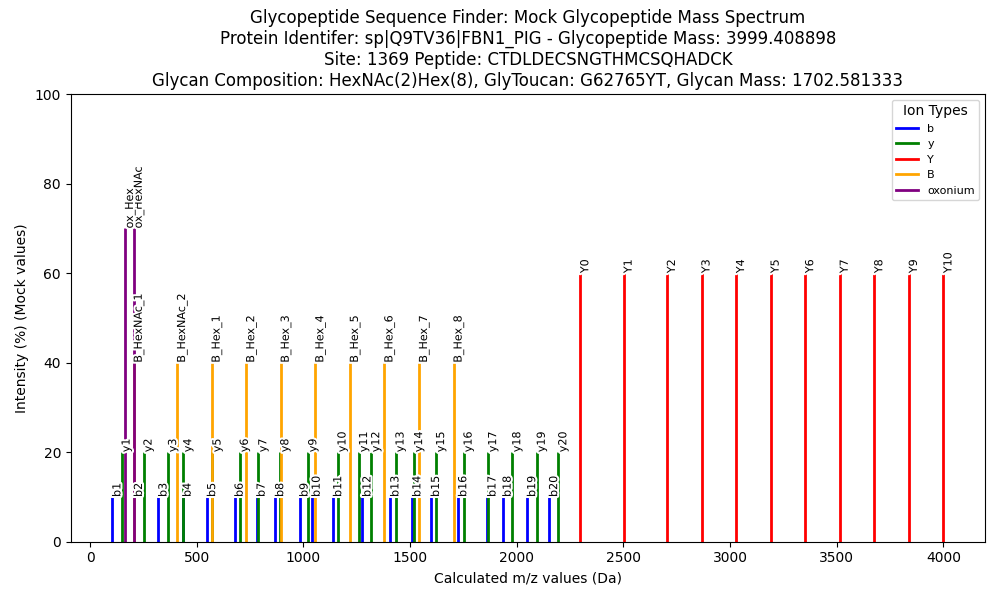 Glycopeptide Sequence Finder: Mock Glycopeptide Mass Spectrum
Protein Identifer: sp|Q9TV36|FBN1_PIG - Glycopeptide Mass: 3999.408898
Site: 1369 Peptide: CTDLDECSNGTHMCSQHADCK
Glycan Composition: HexNAc(2)Hex(8), GlyToucan: G62765YT, Glycan Mass: 1702.581333
100
80
60
40
20
0
Intensity (%) (Mock values)
Ion Types
b
y
Y
B
oxonium
ox_Hex
ox_HexNAc
Y0
Y1
Y2
Y3
Y4
Y5
Y6
Y7
Y8
Y9
Y10
B_HexNAc_1
B_HexNAc_2
B_Hex_1
B_Hex_2
B_Hex_3
B_Hex_4
B_Hex_5
B_Hex_6
B_Hex_7
B_Hex_8
y1
y2
y3
y4
y5
y6
y7
y8
y9
y10
y11
y12
y13
y14
y15
y16
y17
y18
y19
y20
b1
b2
b3
b4
b5
b6
b7
b8
b9
b10
b11
b12
b13
b14
b15
b16
b17
b18
b19
b20
0
500
1000
1500
2000
2500
3000
3500
4000
Calculated m/z values (Da)